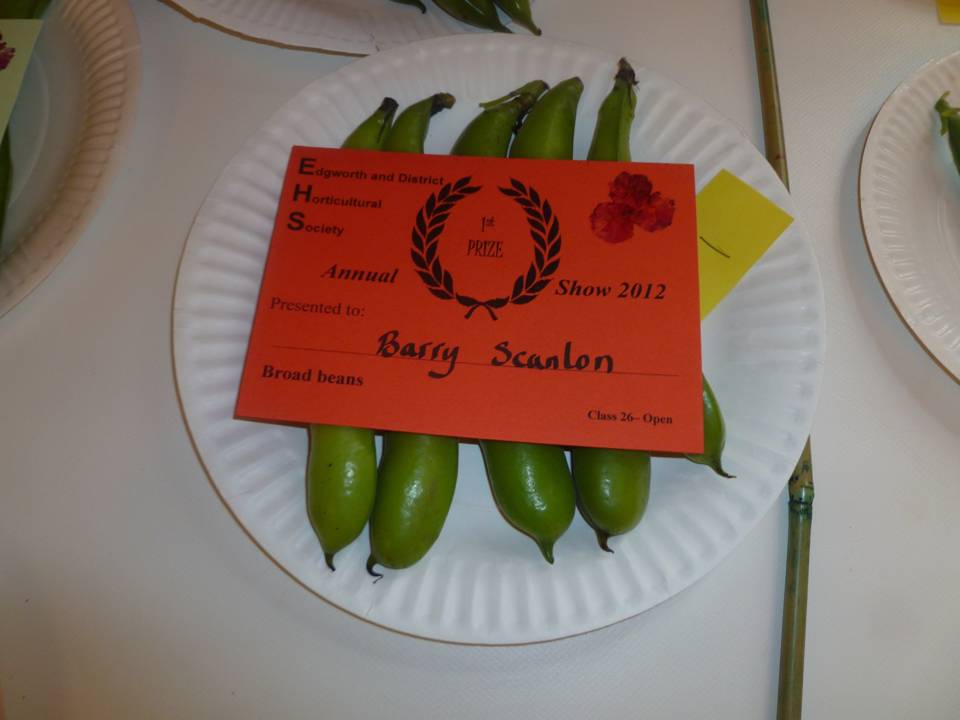 Edgworth and District
Horticultural
Society
1st
PRIZE
Annual
Show 2012
Presented to:
Barry Scanlon
Broad beans
Class 26– Open